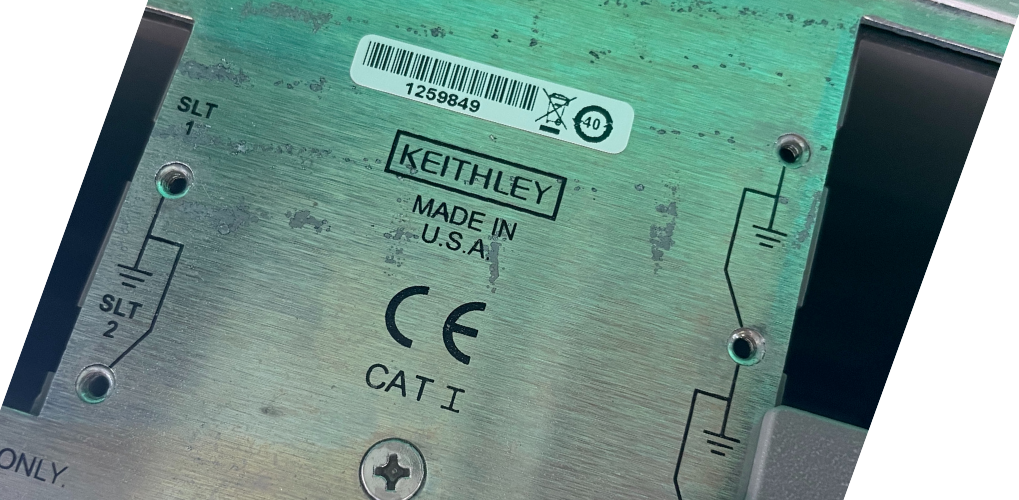 1259849
40
SLT
1
KEITHLEY
MADE IN
U.S.A.
SLT
2
CE
CAT I
ONLY.